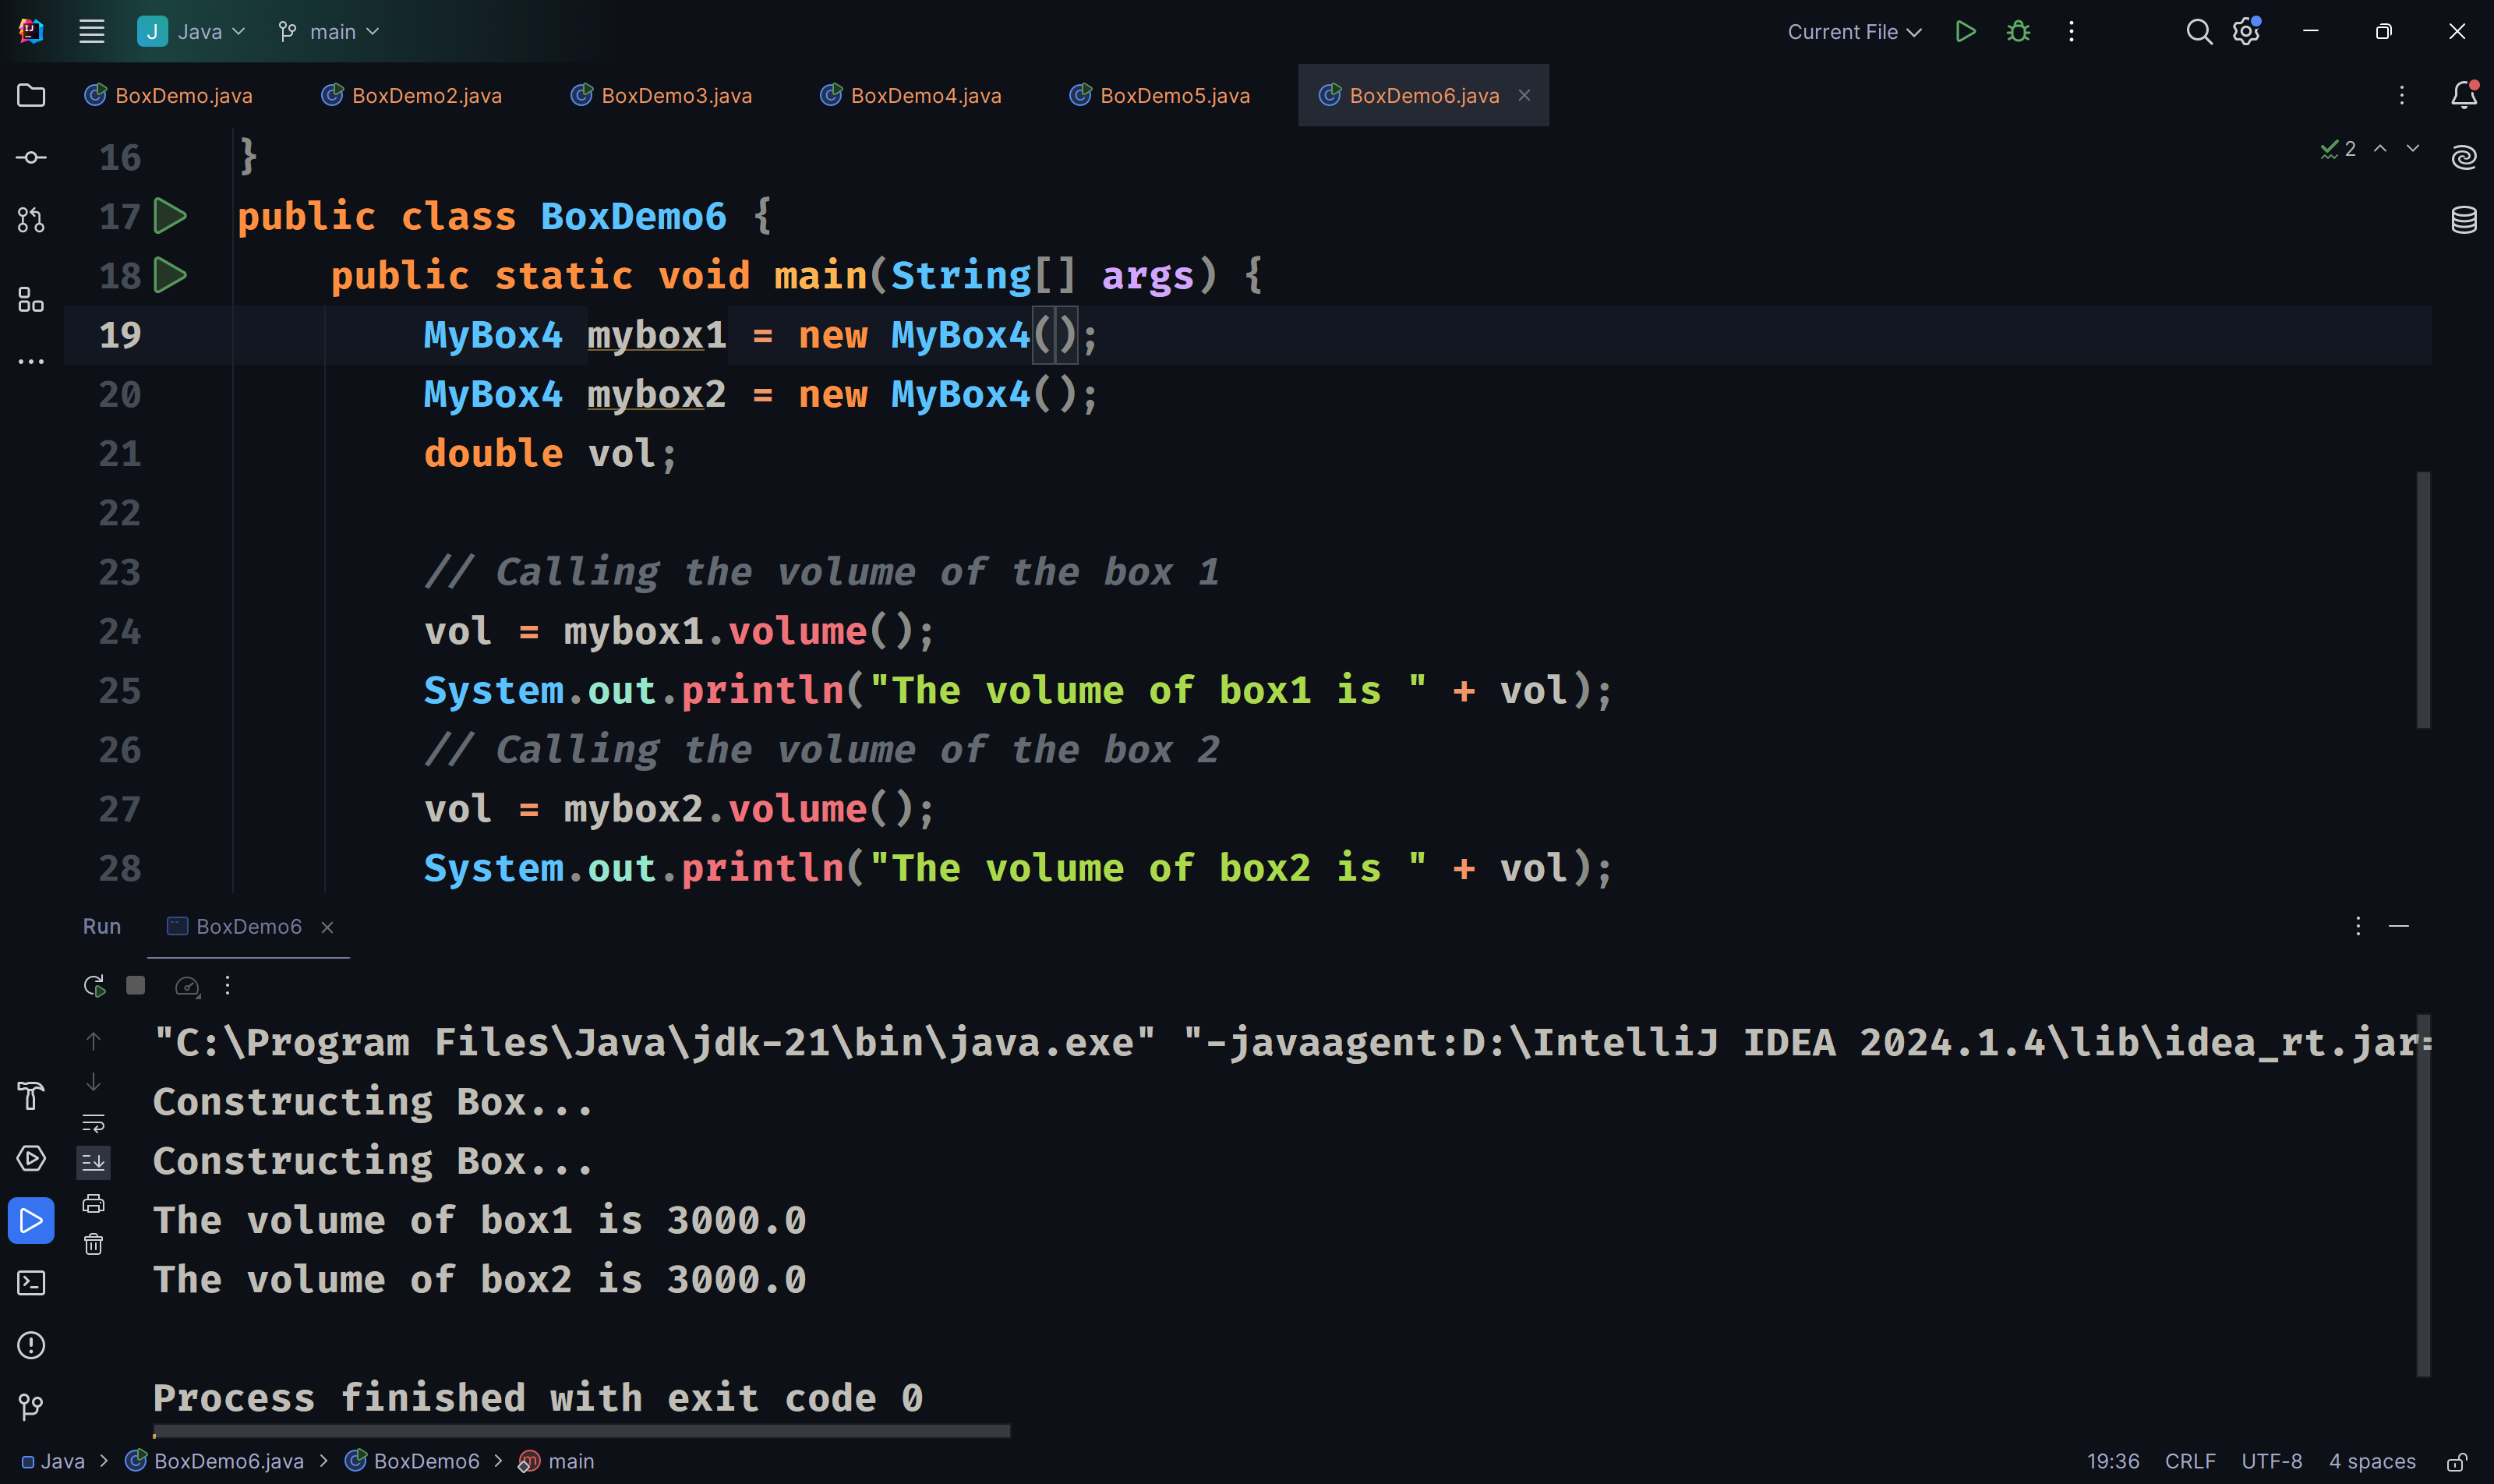 J Java main Current File
BoxDemo.java BoxDemo2.java BoxDemo3.java BoxDemo4.java BoxDemo5.java BoxDemo6.java
2
16 }
17 public class BoxDemo6 {
18 public static void main(String[] args) {
19 MyBox4 mybox1 = new MyBox4();
20 MyBox4 mybox2 = new MyBox4();
21 double vol;
22
23 // Calling the volume of the box 1
24 vol = mybox1.volume();
25 System.out.println("The volume of box1 is " + vol);
26 // Calling the volume of the box 2
27 vol = mybox2.volume();
28 System.out.println("The volume of box2 is " + vol);
Run BoxDemo6
"C:\Program Files\Java\jdk-21\bin\java.exe" "-javaagent:D:\IntelliJ IDEA 2024.1.4\lib\idea_rt.jar=
Constructing Box...
Constructing Box...
The volume of box1 is 3000.0
The volume of box2 is 3000.0
Process finished with exit code 0
Java > BoxDemo6.java > BoxDemo6 > main 19:36 CRLF UTF-8 4 spaces